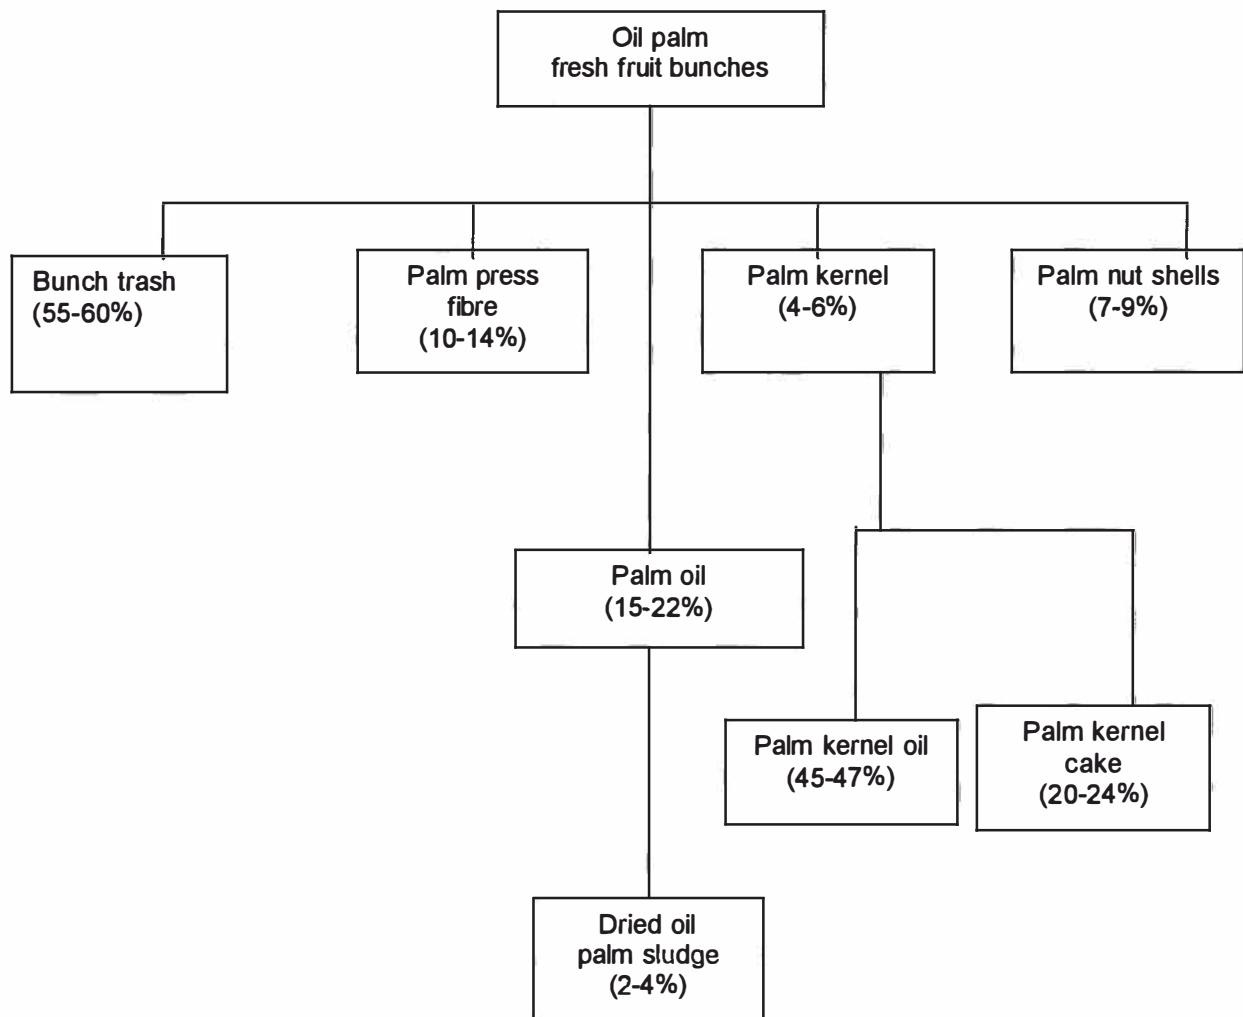 Oil palm
fresh fruit bunches
Bunch trash
(55-60%)
Palm press
fibre
(10-14%)
Palm kernel
(4-6%)
Palm nut shells
(7-9%)
Palm oil
(15-22%)
Palm kernel oil
(45-47%)
Palm kernel
cake
(20-24%)
Dried oil
palm sludge
(2-4%)